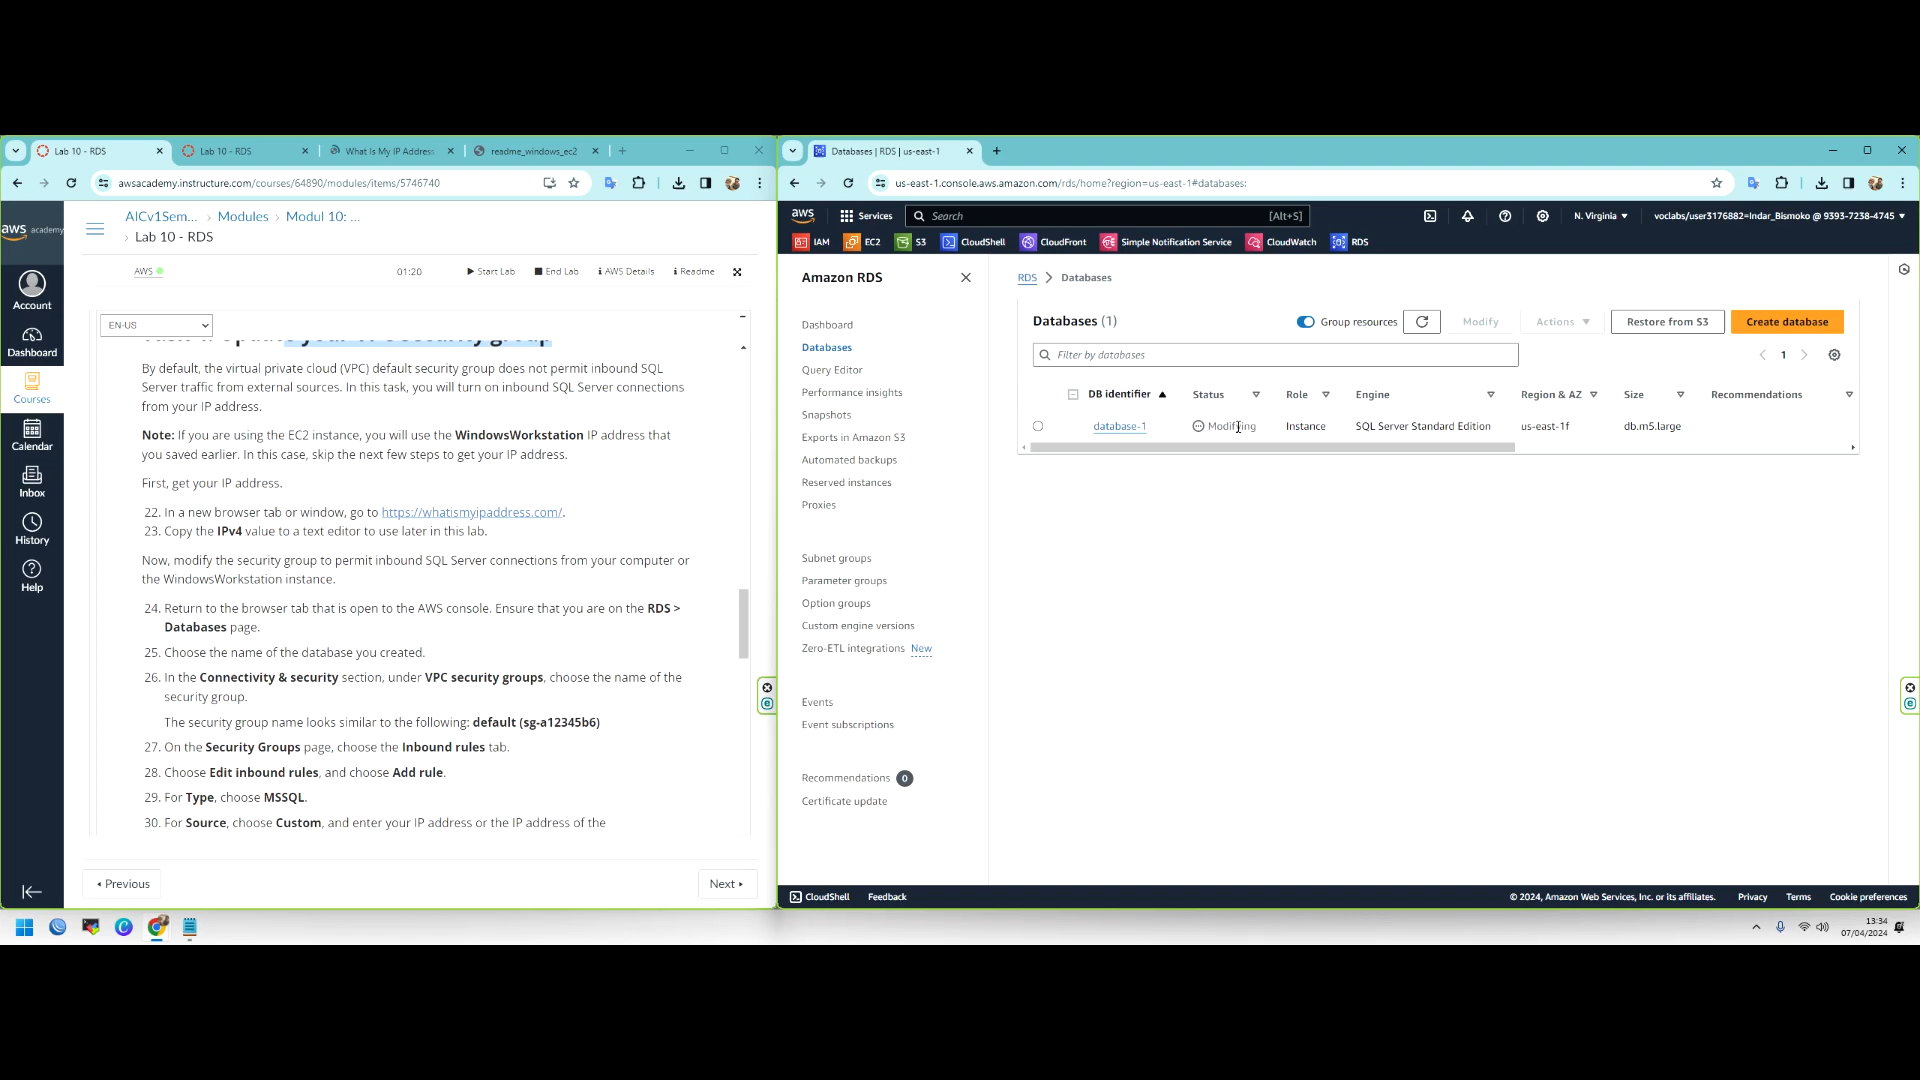 Lab 10 - RDS
Lab 10 - RDS
What Is My IP Address
readme_windows_ec2
awsacademy.instructure.com/courses/64890/modules/items/5746740
aws academy
Account
Dashboard
Courses
Calendar
Inbox
History
Help
AICv1Sem... > Modules > Modul 10: ...
> Lab 10 - RDS
AWS
01:20
Start Lab
End Lab
AWS Details
Readme
EN-US
By default, the virtual private cloud (VPC) default security group does not permit inbound SQL
Server traffic from external sources. In this task, you will turn on inbound SQL Server connections
from your IP address.
Note: If you are using the EC2 instance, you will use the WindowsWorkstation IP address that
you saved earlier. In this case, skip the next few steps to get your IP address.
First, get your IP address.
22. In a new browser tab or window, go to https://whatismyipaddress.com/.
23. Copy the IPv4 value to a text editor to use later in this lab.
Now, modify the security group to permit inbound SQL Server connections from your computer or
the WindowsWorkstation instance.
24. Return to the browser tab that is open to the AWS console. Ensure that you are on the RDS >
Databases page.
25. Choose the name of the database you created.
26. In the Connectivity & security section, under VPC security groups, choose the name of the
security group.
The security group name looks similar to the following: default (sg-a12345b6)
27. On the Security Groups page, choose the Inbound rules tab.
28. Choose Edit inbound rules, and choose Add rule.
29. For Type, choose MSSQL.
30. For Source, choose Custom, and enter your IP address or the IP address of the
Previous
Next
Databases | RDS | us-east-1
us-east-1.console.aws.amazon.com/rds/home?region=us-east-1#databases:
aws
Services
Search
[Alt+S]
N. Virginia
voclabs/user3176882=Indar_Bismoko @ 9393-7238-4745
IAM
EC2
S3
CloudShell
CloudFront
Simple Notification Service
CloudWatch
RDS
Amazon RDS
Dashboard
Databases
Query Editor
Performance insights
Snapshots
Exports in Amazon S3
Automated backups
Reserved instances
Proxies
Subnet groups
Parameter groups
Option groups
Custom engine versions
Zero-ETL integrations New
Events
Event subscriptions
Recommendations 0
Certificate update
RDS > Databases
Databases (1)
Group resources
Modify
Actions
Restore from S3
Create database
Filter by databases
1
DB identifier
Status
Role
Engine
Region & AZ
Size
Recommendations
database-1
Modifying
Instance
SQL Server Standard Edition
us-east-1f
db.m5.large
CloudShell
Feedback
© 2024, Amazon Web Services, Inc. or its affiliates.
Privacy
Terms
Cookie preferences
13:34
07/04/2024